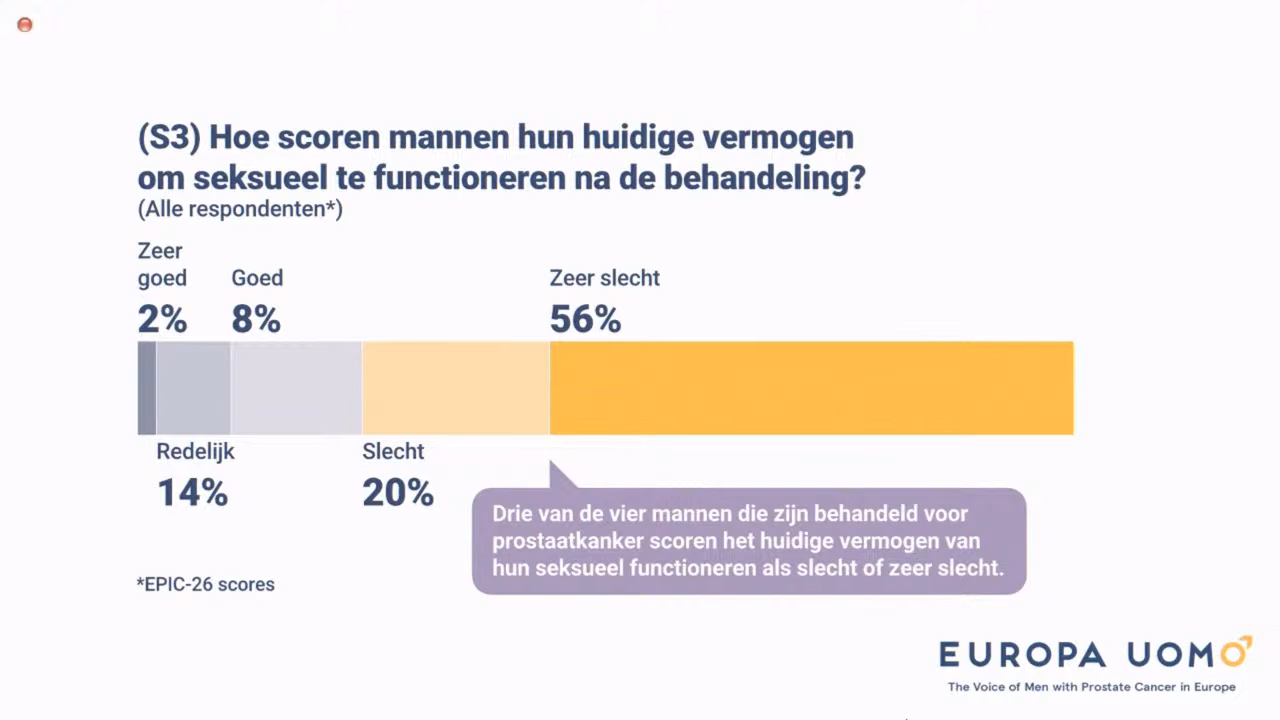 (S3) Hoe scoren mannen hun huidige vermogen
om seksueel te functioneren na de behandeling?
(Alle respondenten*)
Zeer
goed
2%
Goed
8%
Zeer slecht
56%
Redelijk
14%
Slecht
20%
Drie van de vier mannen die zijn behandeld voor
prostaatkanker scoren het huidige vermogen van
hun seksueel functioneren als slecht of zeer slecht.
*EPIC-26 scores
EUROPA UOMO
The Voice of Men with Prostate Cancer in Europe